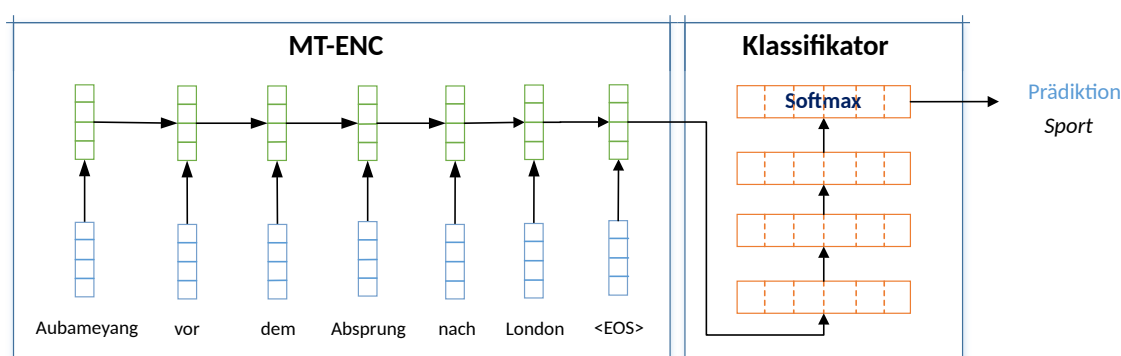 MT-ENC
Klassifikator
Softmax
Prädiktion
Sport
Aubameyang vor dem Absprung nach London <EOS>